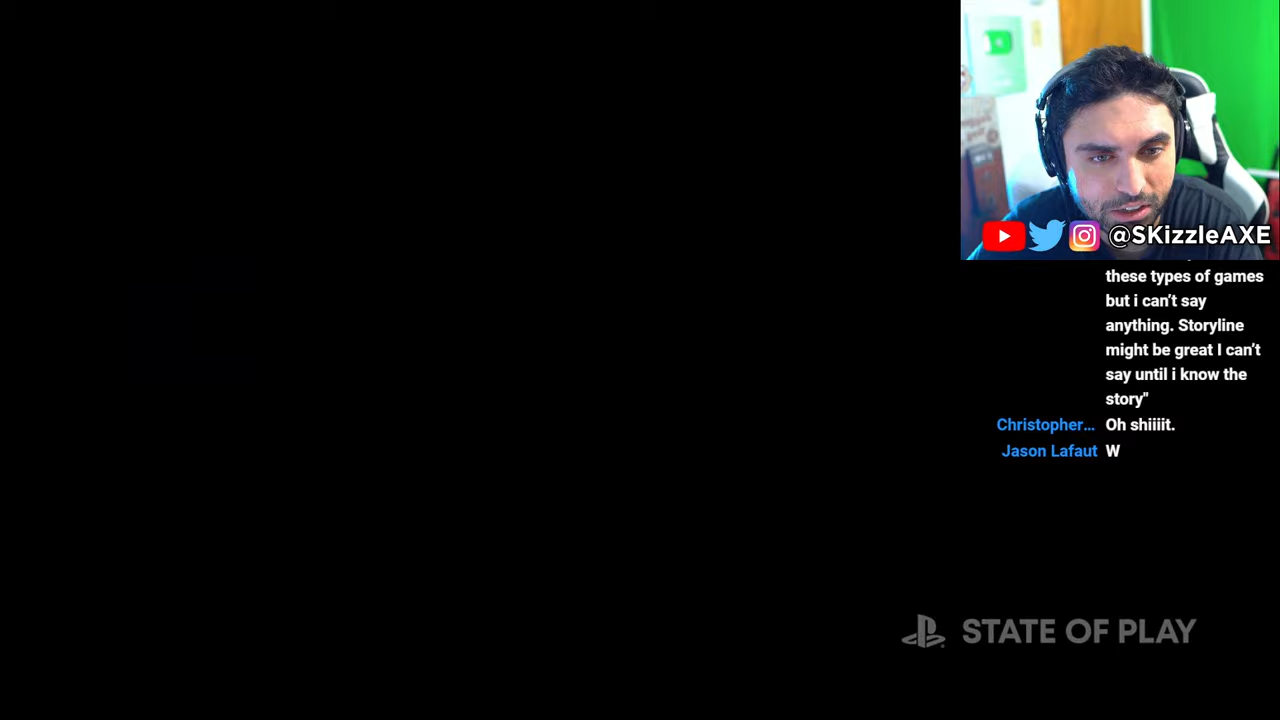 @SKizzleAXE
these types of games
but i can’t say
anything. Storyline
might be great I can’t
say until i know the
story"
Christopher… Oh shiiiit.
Jason Lafaut W
STATE OF PLAY